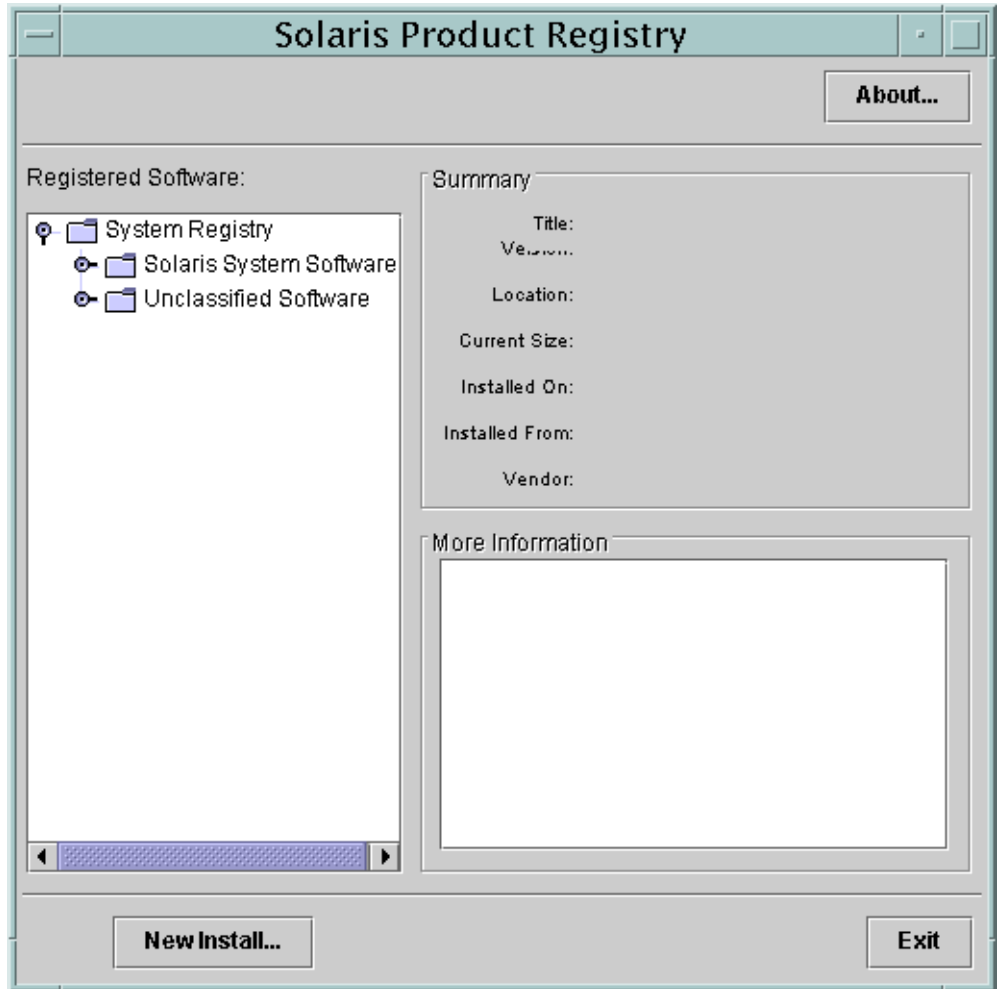 Solaris Product Registry
About...
Registered Software:
System Registry
Solaris System Software
Unclassified Software
Summary
Title:
Version:
Location:
Current Size:
Installed On:
Installed From:
Vendor:
More Information
New Install...
Exit